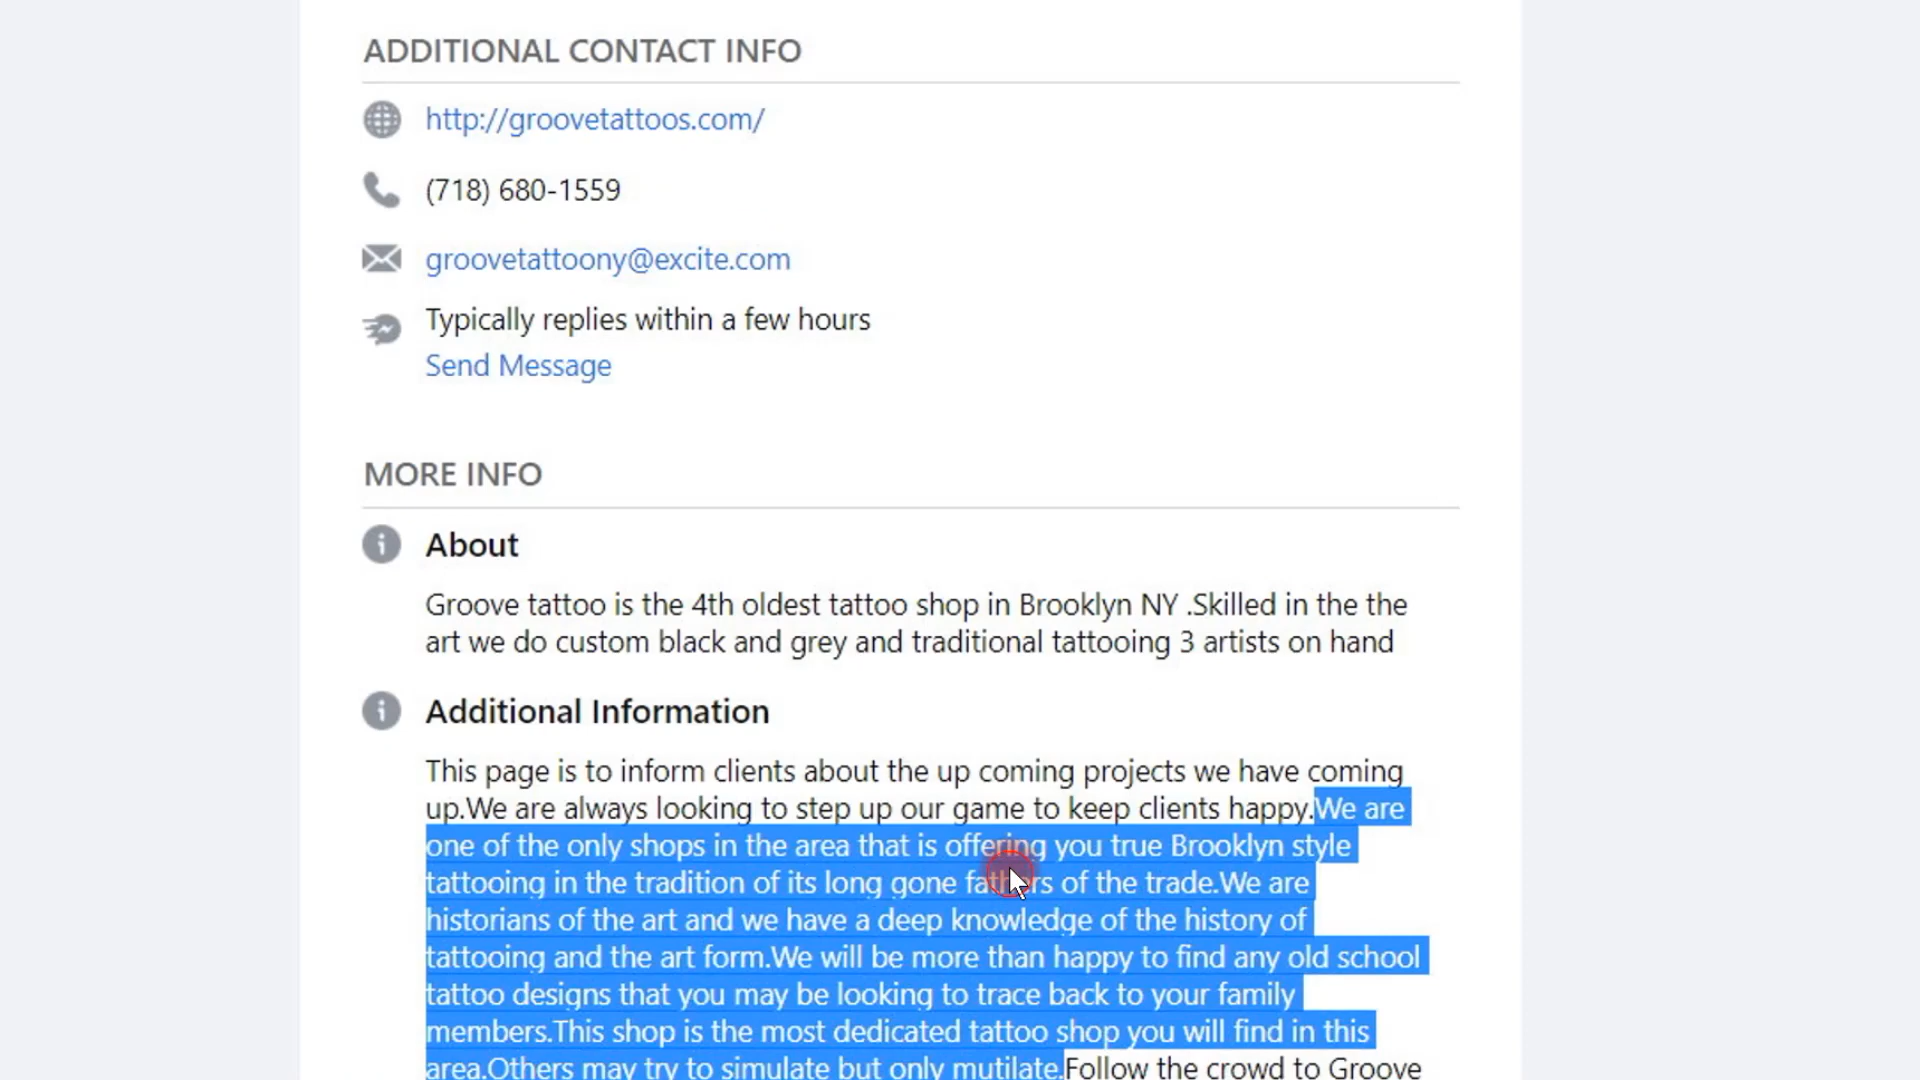 ADDITIONAL CONTACT INFO
http://groovetattoos.com/
(718) 680-1559
groovetattoony@excite.com
Typically replies within a few hours
Send Message
MORE INFO
About
Groove tattoo is the 4th oldest tattoo shop in Brooklyn NY .Skilled in the the
art we do custom black and grey and traditional tattooing 3 artists on hand
Additional Information
This page is to inform clients about the up coming projects we have coming
up.We are always looking to step up our game to keep clients happy.We are
one of the only shops in the area that is offering you true Brooklyn style
tattooing in the tradition of its long gone fathers of the trade.We are
historians of the art and we have a deep knowledge of the history of
tattooing and the art form.We will be more than happy to find any old school
tattoo designs that you may be looking to trace back to your family
members.This shop is the most dedicated tattoo shop you will find in this
area.Others may try to simulate but only mutilate.Follow the crowd to Groove